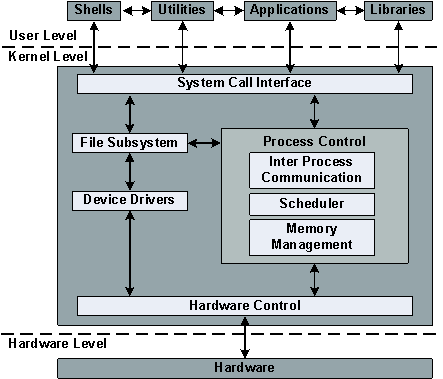 Shells Utilities Applications Libraries
User Level
Kernel Level
System Call Interface
File Subsystem
Process Control
Inter Process
Communication
Device Drivers
Scheduler
Memory
Management
Hardware Control
Hardware Level
Hardware